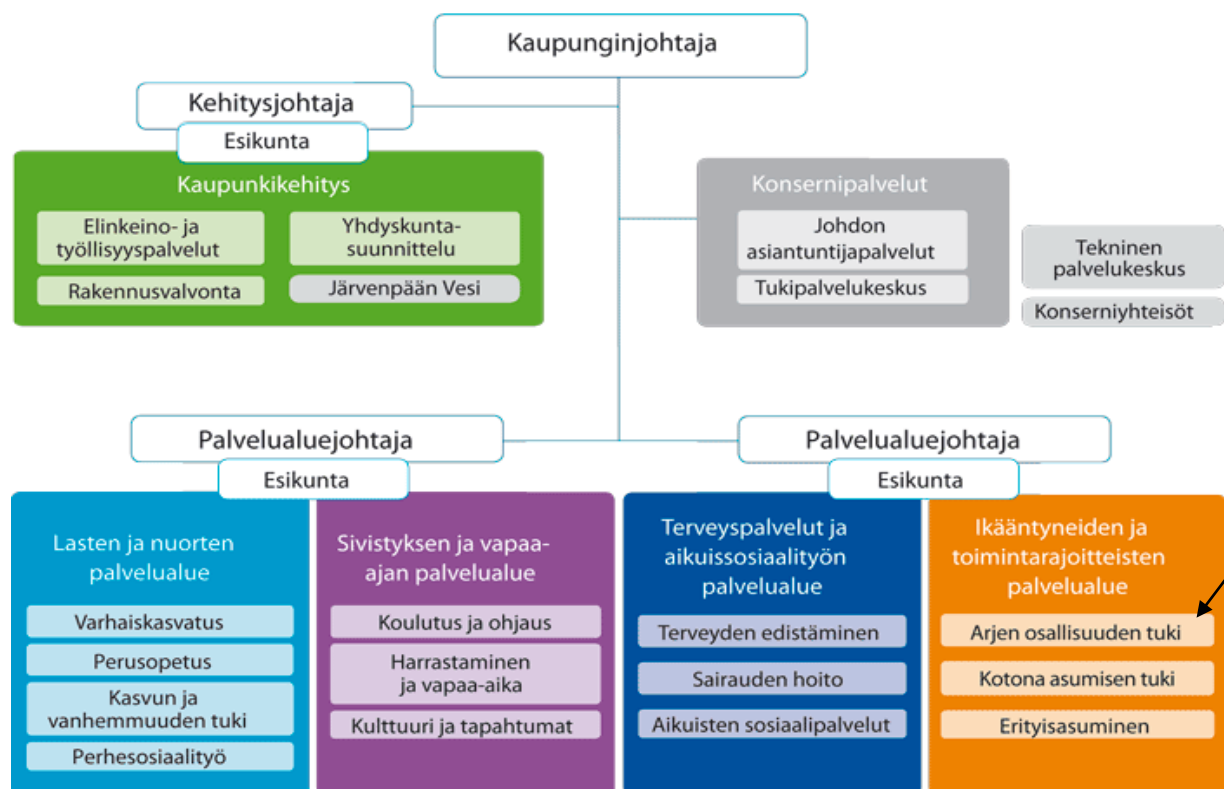 Kaupunginjohtaja
Kehitysjohtaja
Esikunta
Kaupunkikehitys
Elinkeino- ja
työllisyyspalvelut
Yhdyskunta-
suunnittelu
Rakennusvalvonta
Järvenpään Vesi
Konsernipalvelut
Johdon
asiantuntijapalvelut
Tukipalvelukeskus
Tekninen
palvelukeskus
Konserniyhteisöt
Palvelualuejohtaja
Esikunta
Lasten ja nuorten
palvelualue
Varhaiskasvatus
Perusopetus
Kasvun ja
vanhemmuuden tuki
Perhesosiaalityö
Sivistyksen ja vapaa-
ajan palvelualue
Koulutus ja ohjaus
Harrastaminen
ja vapaa-aika
Kulttuuri ja tapahtumat
Palvelualuejohtaja
Esikunta
Terveyspalvelut ja
aikuissosiaalityön
palvelualue
Terveyden edistäminen
Sairauden hoito
Aikuisten sosiaalipalvelut
Ikääntyneiden ja
toimintarajoitteisten
palvelualue
Arjen osallisuuden tuki
Kotona asumisen tuki
Erityisasuminen